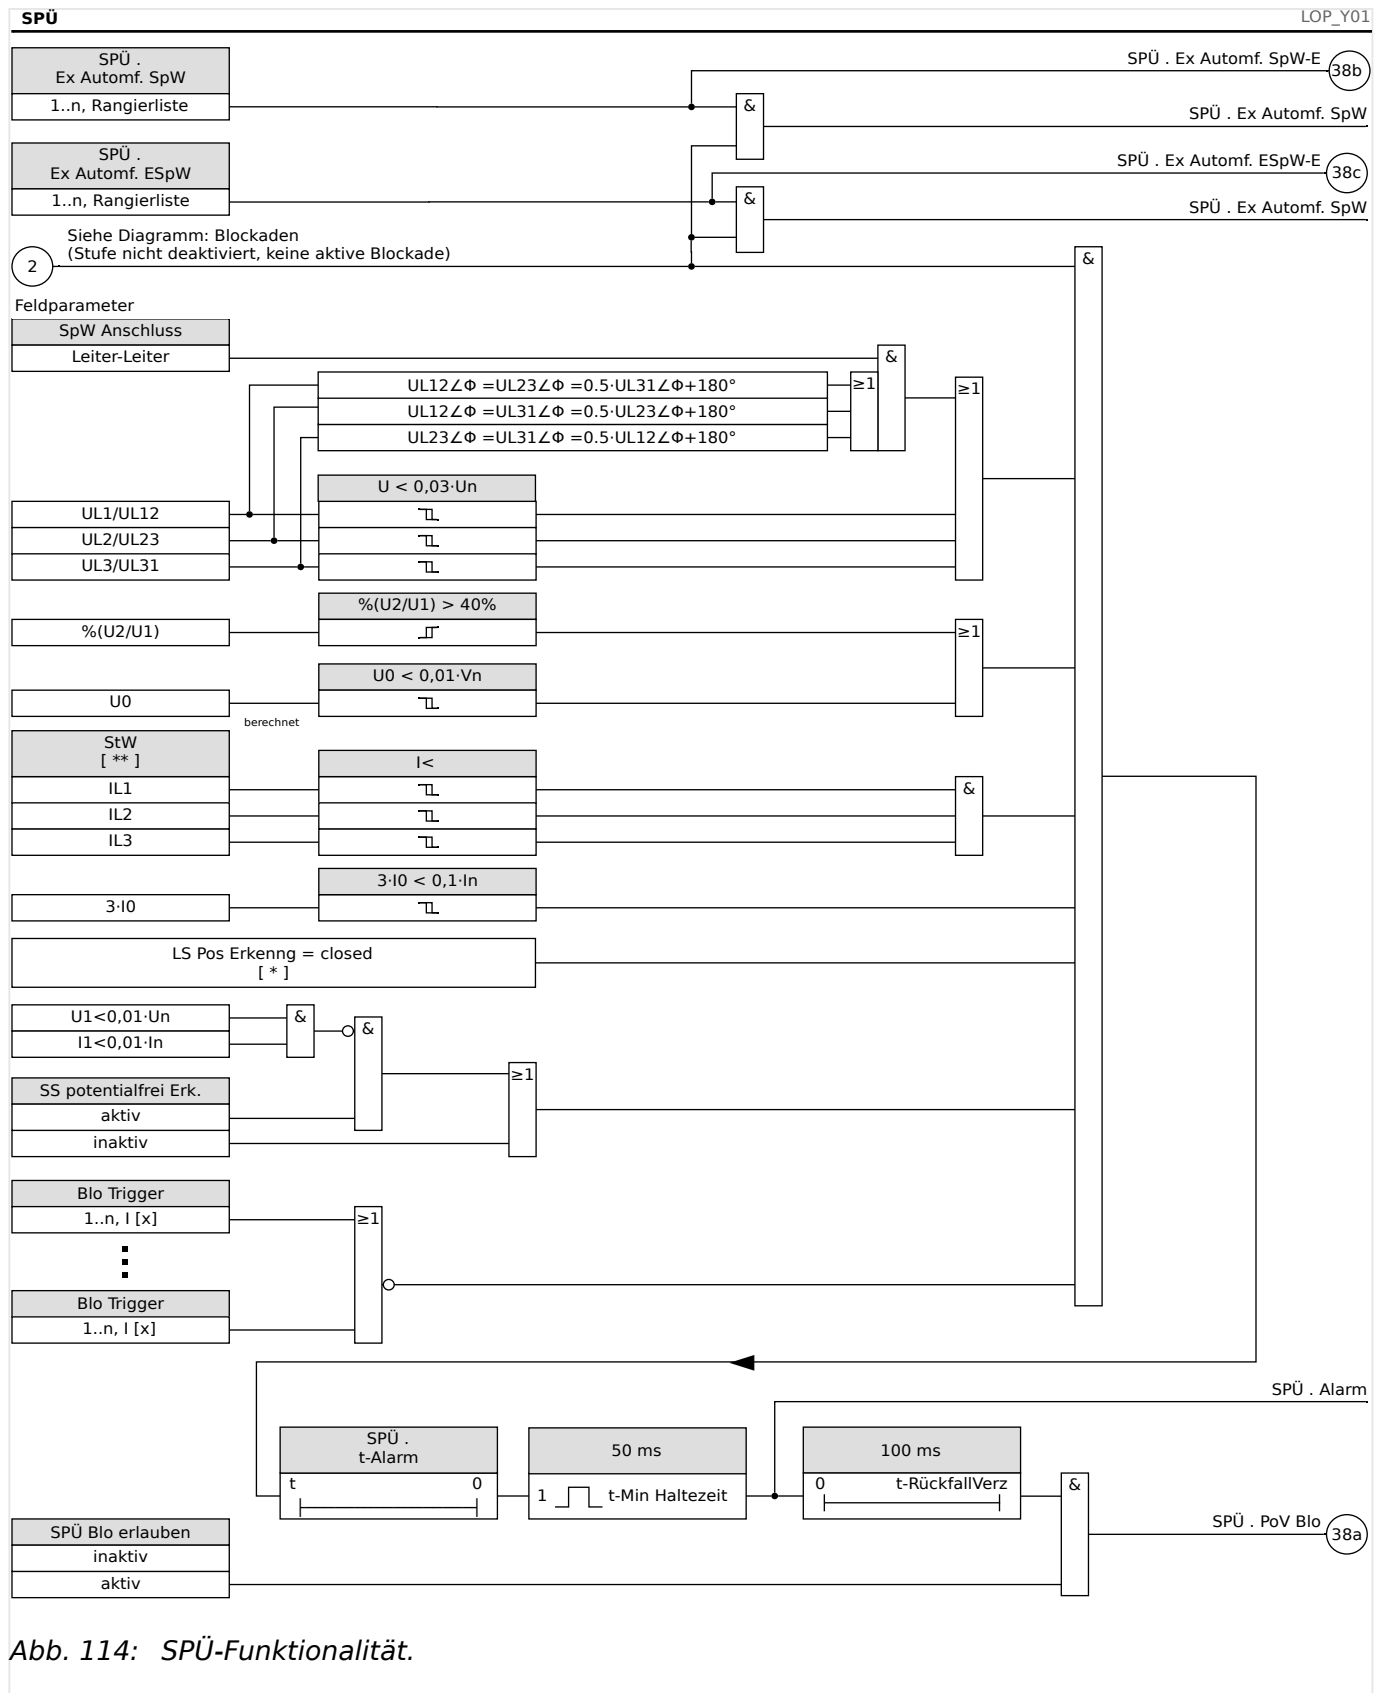 SPÜ
LOP_Y01
SPÜ .
Ex Automf. SpW
1..n, Rangierliste
SPÜ . Ex Automf. SpW-E
38b
&
SPÜ . Ex Automf. SpW
SPÜ .
Ex Automf. ESpW
1..n, Rangierliste
SPÜ . Ex Automf. ESpW-E
38c
&
SPÜ . Ex Automf. SpW
Siehe Diagramm: Blockaden
(Stufe nicht deaktiviert, keine aktive Blockade)
2
&
Feldparameter
SpW Anschluss
Leiter-Leiter
&
UL12∠Φ =UL23∠Φ =0.5·UL31∠Φ+180°
≥1
≥1
UL12∠Φ =UL31∠Φ =0.5·UL23∠Φ+180°
UL23∠Φ =UL31∠Φ =0.5·UL12∠Φ+180°
U < 0,03·Un
UL1/UL12
UL2/UL23
UL3/UL31
%(U2/U1) > 40%
%(U2/U1)
≥1
U0 < 0,01·Vn
U0
berechnet
StW
[ ** ]
I<
IL1
&
IL2
IL3
3·I0 < 0,1·In
3·I0
LS Pos Erkenng = closed
[ * ]
U1<0,01·Un
&
&
I1<0,01·In
≥1
SS potentialfrei Erk.
aktiv
inaktiv
Blo Trigger
1..n, I [x]
≥1
Blo Trigger
1..n, I [x]
SPÜ . Alarm
SPÜ .
t-Alarm
t 0
50 ms
1 t-Min Haltezeit
100 ms
0 t-RückfallVerz
&
SPÜ Blo erlauben
inaktiv
aktiv
SPÜ . PoV Blo
38a
Abb. 114: SPÜ-Funktionalität.